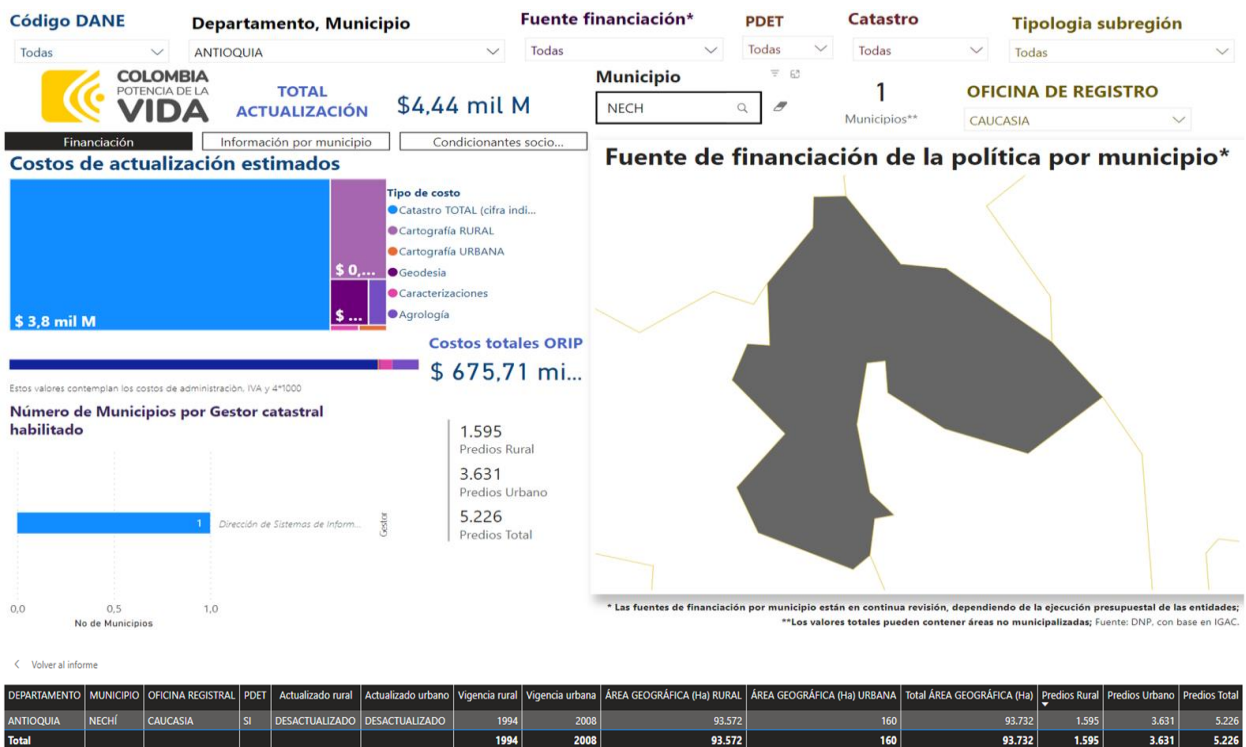 Código DANE
Departamento, Municipio
Fuente financiación*
PDET
Catastro
Tipologia subregión
Todas
ANTIOQUIA
Todas
Todas
Todas
Todas
COLOMBIA
POTENCIA DE LA
VIDA
TOTAL
ACTUALIZACIÓN
$4,44 mil M
Municipio
NECH
1
Municipios**
OFICINA DE REGISTRO
CAUCASIA
Financiación
Información por municipio
Condicionantes socio...
Costos de actualización estimados
$ 3,8 mil M
$ 0,...
$ ...
Tipo de costo
Catastro TOTAL (cifra indi...
Cartografía RURAL
Cartografía URBANA
Geodesia
Caracterizaciones
Agrología
Costos totales ORIP
$ 675,71 mi...
Estos valores contemplan los costos de administración, IVA y 4*1000
Número de Municipios por Gestor catastral
habilitado
1
Dirección de Sistemas de Inform...
Gestor
0,0
0,5
1,0
No de Municipios
1.595
Predios Rural
3.631
Predios Urbano
5.226
Predios Total
Fuente de financiación de la política por municipio*
* Las fuentes de financiación por municipio están en continua revisión, dependiendo de la ejecución presupuestal de las entidades;
**Los valores totales pueden contener áreas no municipalizadas; Fuente: DNP, con base en IGAC.
Volver al informe
DEPARTAMENTO MUNICIPIO OFICINA REGISTRAL PDET Actualizado rural Actualizado urbano Vigencia rural Vigencia urbana ÁREA GEOGRÁFICA (Ha) RURAL ÁREA GEOGRÁFICA (Ha) URBANA Total ÁREA GEOGRÁFICA (Ha) Predios Rural Predios Urbano Predios Total
ANTIOQUIA NECHÍ CAUCASIA SI DESACTUALIZADO DESACTUALIZADO 1994 2008 93.572 160 93.732 1.595 3.631 5.226
Total 1994 2008 93.572 160 93.732 1.595 3.631 5.226